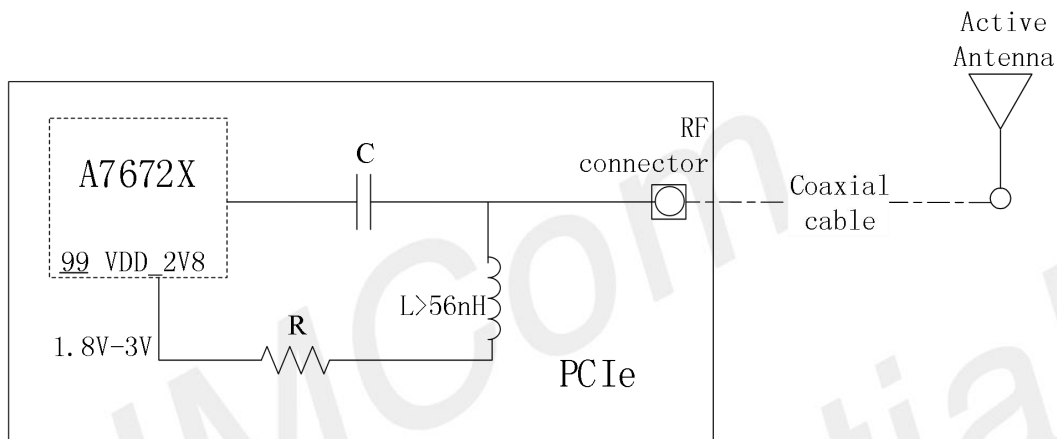 Active
Antenna
RF
connector
C
A7672X
Coaxial
cable
99 VDD_2V8
L>56nH
R
1.8V-3V
PCIe